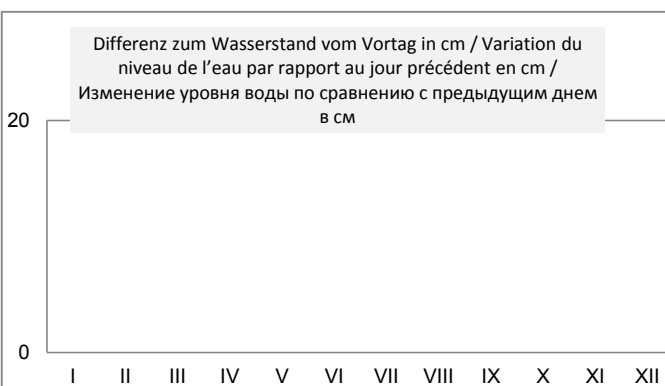 Differenz zum Wasserstand vom Vortag in cm / Variation du
niveau de l'eau par rapport au jour précédent en cm /
Изменение уровня воды по сравнению с предыдущим днем
в см
20
0
I II III IV V VI VII VIII IX X XI XII